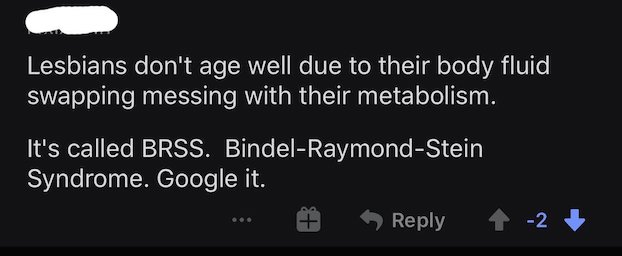 Lesbians don't age well due to their body fluid
swapping messing with their metabolism.
It's called BRSS.  Bindel-Raymond-Stein
Syndrome. Google it.
... Reply -2